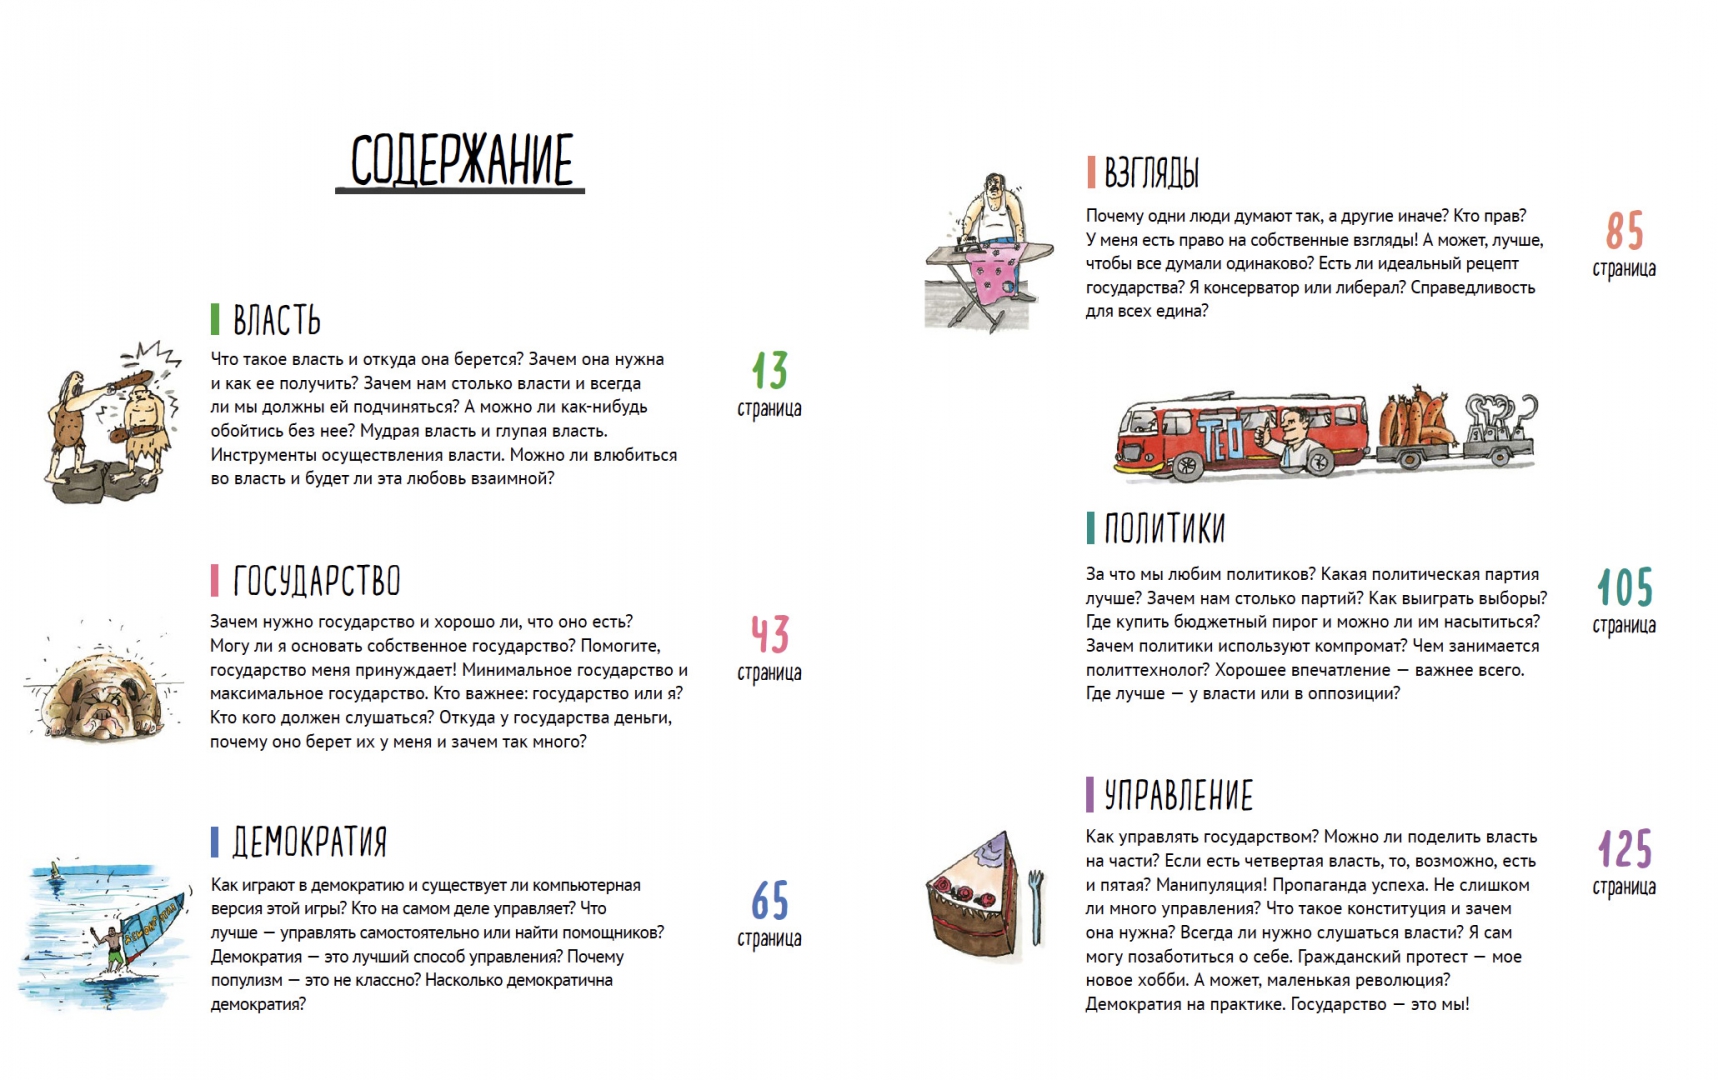 СОДЕРЖАНИЕ
ВЛАСТЬ
Что такое власть и откуда она берется? Зачем она нужна
и как ее получить? Зачем нам столько власти и всегда
ли мы должны ей подчиняться? А можно ли как-нибудь
обойтись без нее? Мудрая власть и глупая власть.
Инструменты осуществления власти. Можно ли влюбиться
во власть и будет ли эта любовь взаимной?
13
страница
ГОСУДАРСТВО
Зачем нужно государство и хорошо ли, что оно есть?
Могу ли я основать собственное государство? Помогите,
государство меня принуждает! Минимальное государство и
максимальное государство. Кто важнее: государство или я?
Кто кого должен слушаться? Откуда у государства деньги,
почему оно берет их у меня и зачем так много?
43
страница
ДЕМОКРАТИЯ
Как играют в демократию и существует ли компьютерная
версия этой игры? Кто на самом деле управляет? Что
лучше — управлять самостоятельно или найти помощников?
Демократия — это лучший способ управления? Почему
популизм — это не классно? Насколько демократична
демократия?
65
страница
ДЕМОКРАТИЯ
ВЗГЛЯДЫ
Почему одни люди думают так, а другие иначе? Кто прав?
У меня есть право на собственные взгляды! А может, лучше,
чтобы все думали одинаково? Есть ли идеальный рецепт
государства? Я консерватор или либерал? Справедливость
для всех едина?
85
страница
ТЕО
ПОЛИТИКИ
За что мы любим политиков? Какая политическая партия
лучше? Зачем нам столько партий? Как выиграть выборы?
Где купить бюджетный пирог и можно ли им насытиться?
Зачем политики используют компромат? Чем занимается
политтехнолог? Хорошее впечатление — важнее всего.
Где лучше — у власти или в оппозиции?
105
страница
УПРАВЛЕНИЕ
Как управлять государством? Можно ли поделить власть
на части? Если есть четвертая власть, то, возможно, есть
и пятая? Манипуляция! Пропаганда успеха. Не слишком
ли много управления? Что такое конституция и зачем
она нужна? Всегда ли нужно слушаться власти? Я сам
могу позаботиться о себе. Гражданский протест — мое
новое хобби. А может, маленькая революция?
Демократия на практике. Государство — это мы!
125
страница